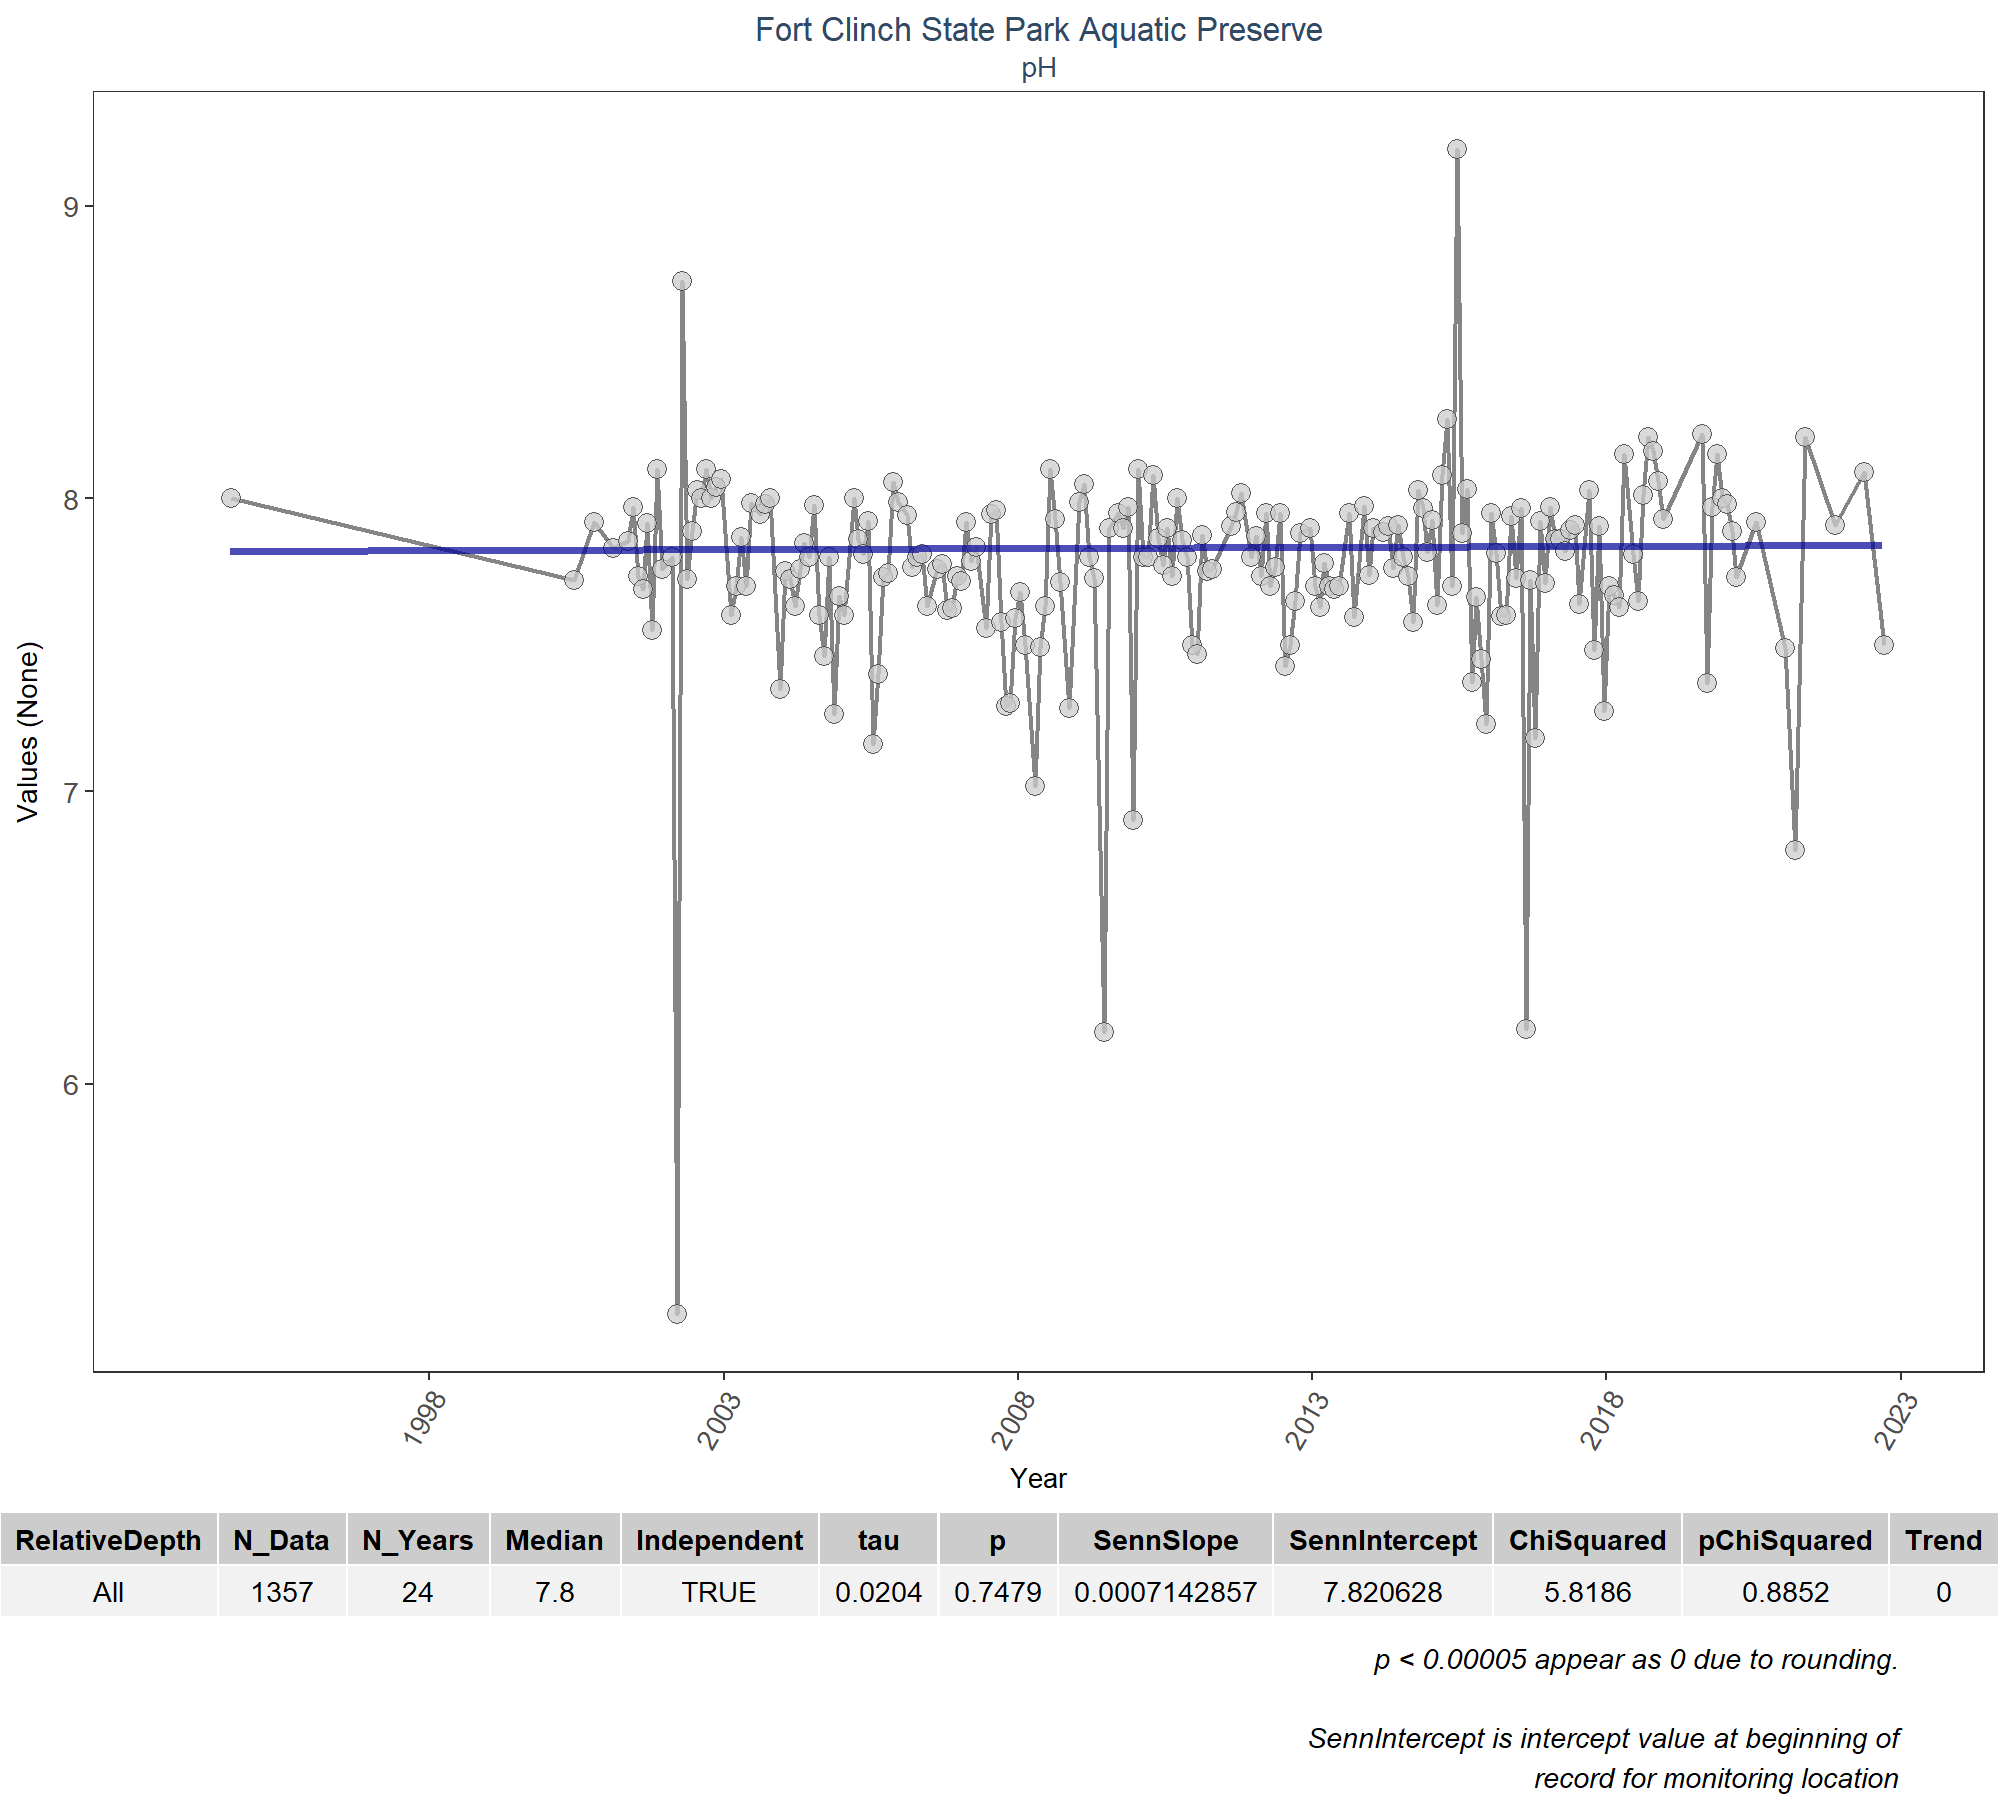 Fort Clinch State Park Aquatic Preserve
pH
9
8
7
6
Values (None)
1998
2003
2008
2013
2018
2023
Year
RelativeDepth N_Data N_Years Median Independent tau p SennSlope SennIntercept ChiSquared pChiSquared Trend
All 1357 24 7.8 TRUE 0.0204 0.7479 0.0007142857 7.820628 5.8186 0.8852 0
p < 0.00005 appear as 0 due to rounding.
SennIntercept is intercept value at beginning of
record for monitoring location